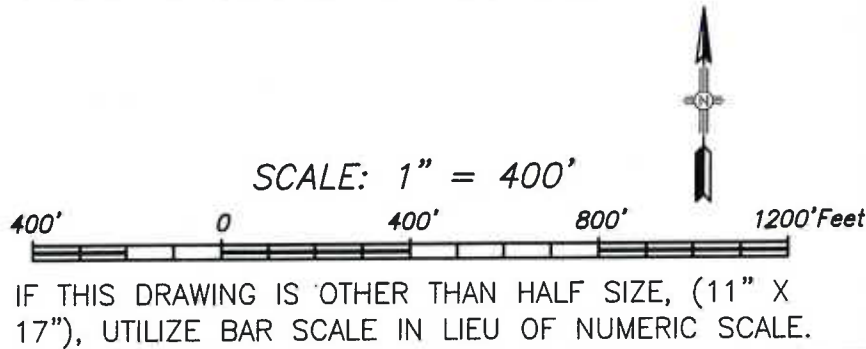 N
SCALE: 1" = 400'
400' 0 400' 800' 1200'Feet
IF THIS DRAWING IS OTHER THAN HALF SIZE, (11" X
17"), UTILIZE BAR SCALE IN LIEU OF NUMERIC SCALE.